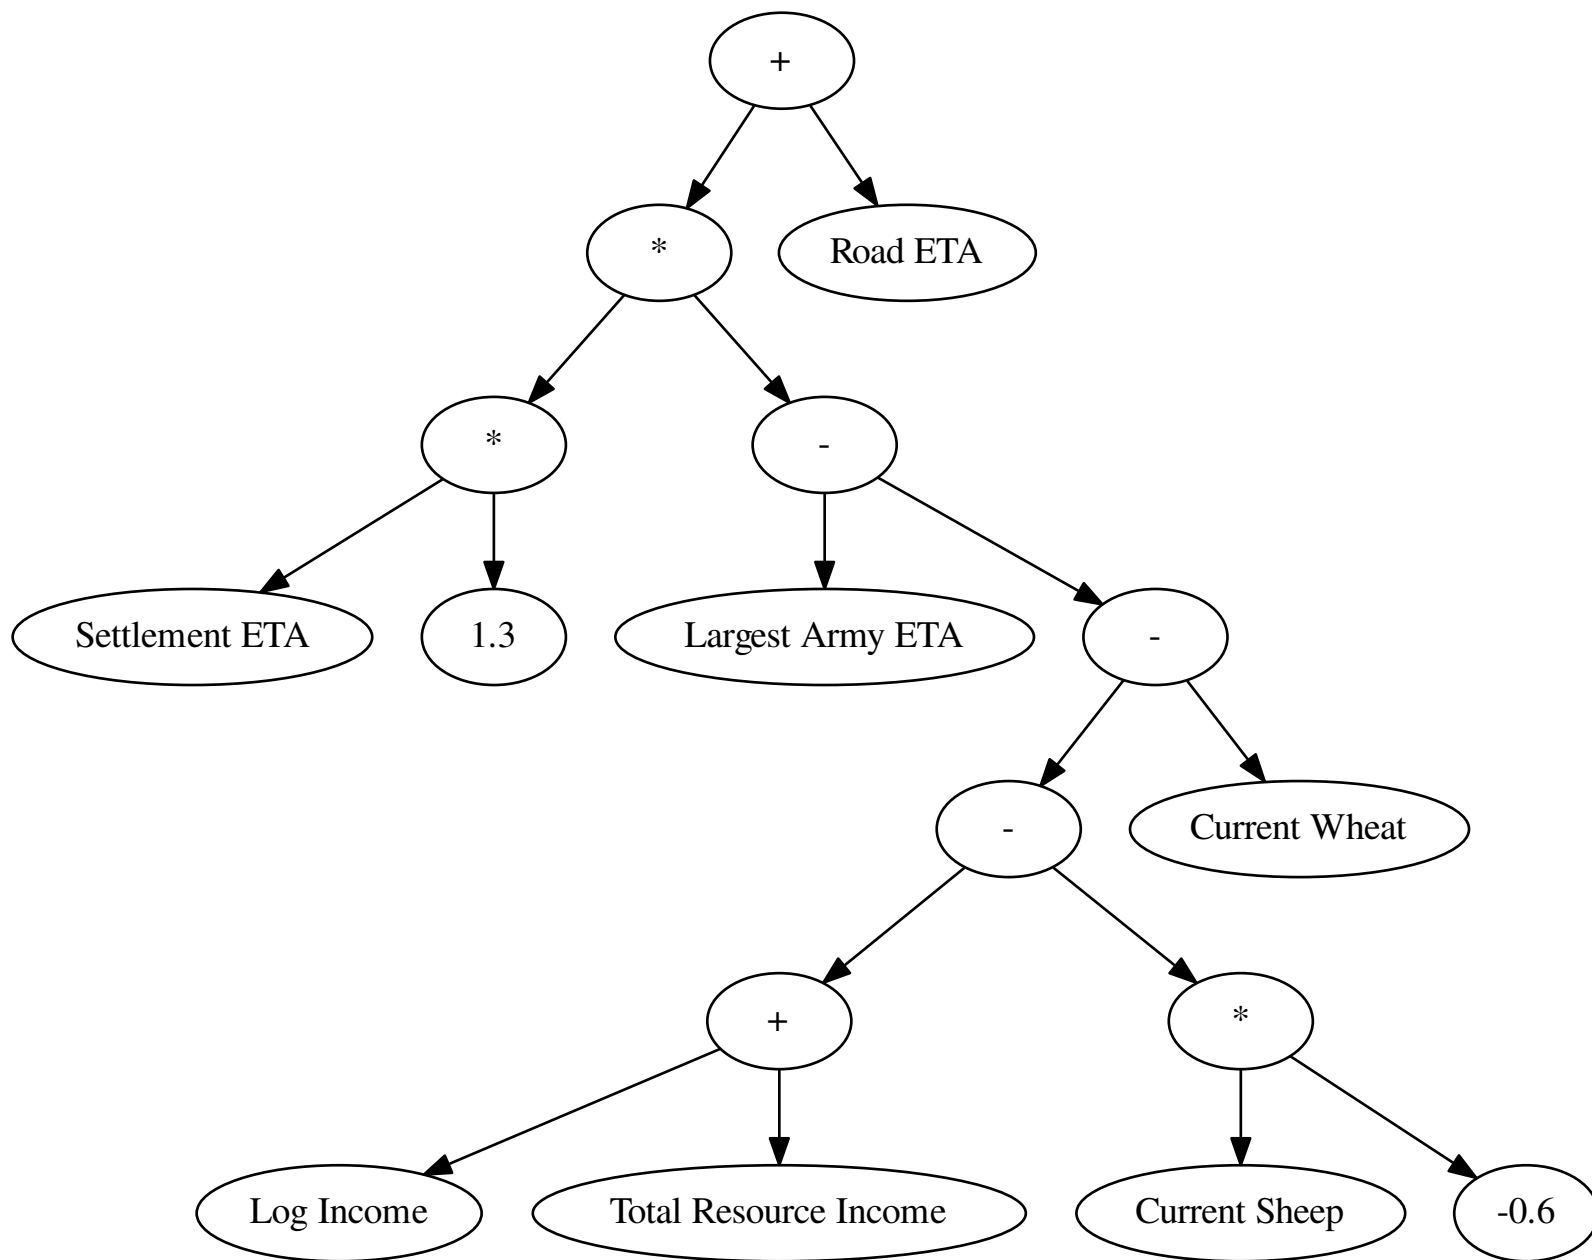 +
*
Road ETA
*
-
Settlement ETA
1.3
Largest Army ETA
-
-
Current Wheat
+
*
Log Income
Total Resource Income
Current Sheep
-0.6